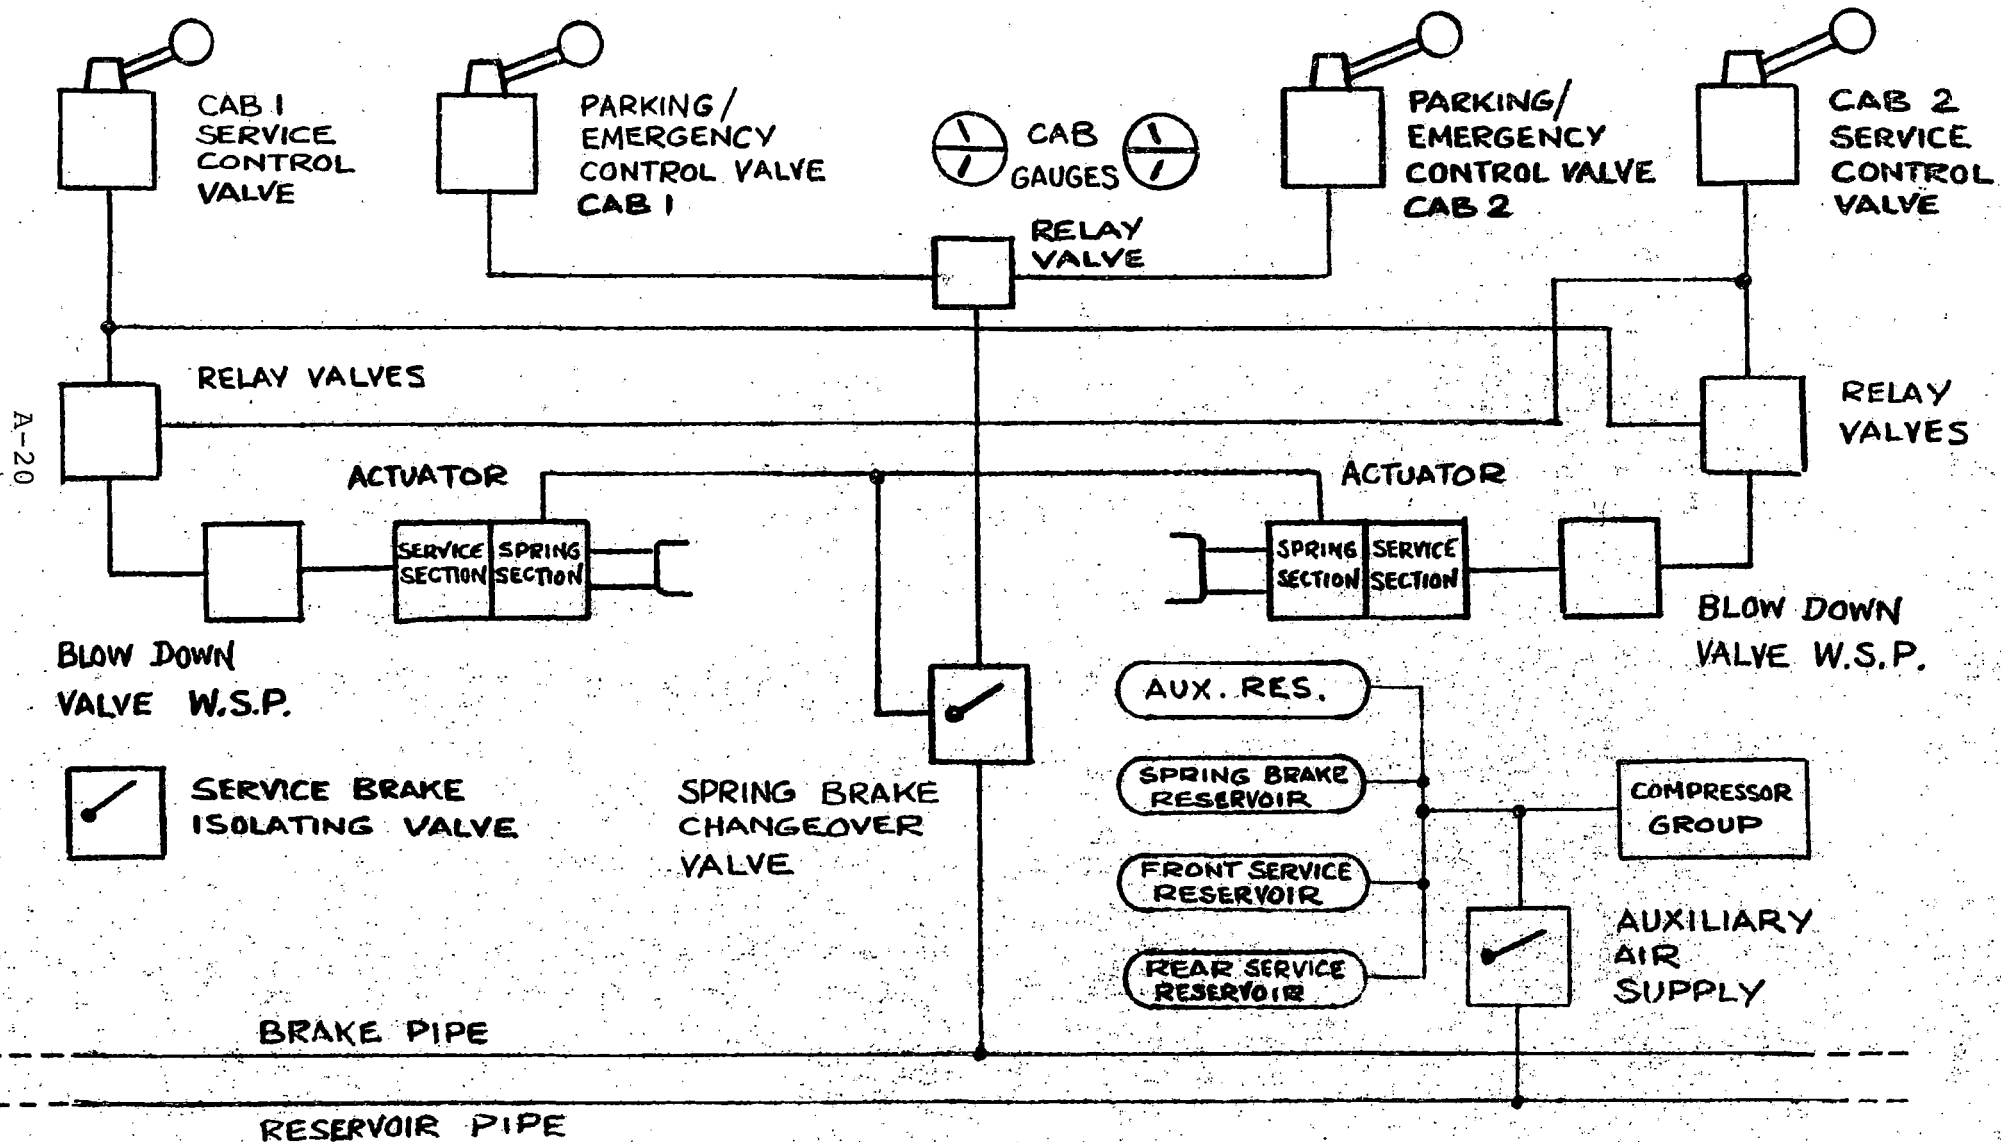 CAB 1
SERVICE
CONTROL
VALVE
PARKING/
EMERGENCY
CONTROL VALVE
CAB 1
CAB
GAUGES
PARKING/
EMERGENCY
CONTROL VALVE
CAB 2
CAB 2
SERVICE
CONTROL
VALVE
RELAY
VALVE
RELAY VALVES
RELAY
VALVES
A-20
ACTUATOR
ACTUATOR
SERVICE
SECTION
SPRING
SECTION
SPRING
SECTION
SERVICE
SECTION
BLOW DOWN
VALVE W.S.P.
BLOW DOWN
VALVE W.S.P.
AUX. RES.
SERVICE BRAKE
ISOLATING VALVE
SPRING BRAKE
CHANGEOVER
VALVE
SPRING BRAKE
RESERVOIR
COMPRESSOR
GROUP
FRONT SERVICE
RESERVOIR
AUXILIARY
AIR
SUPPLY
REAR SERVICE
RESERVOIR
BRAKE PIPE
RESERVOIR PIPE